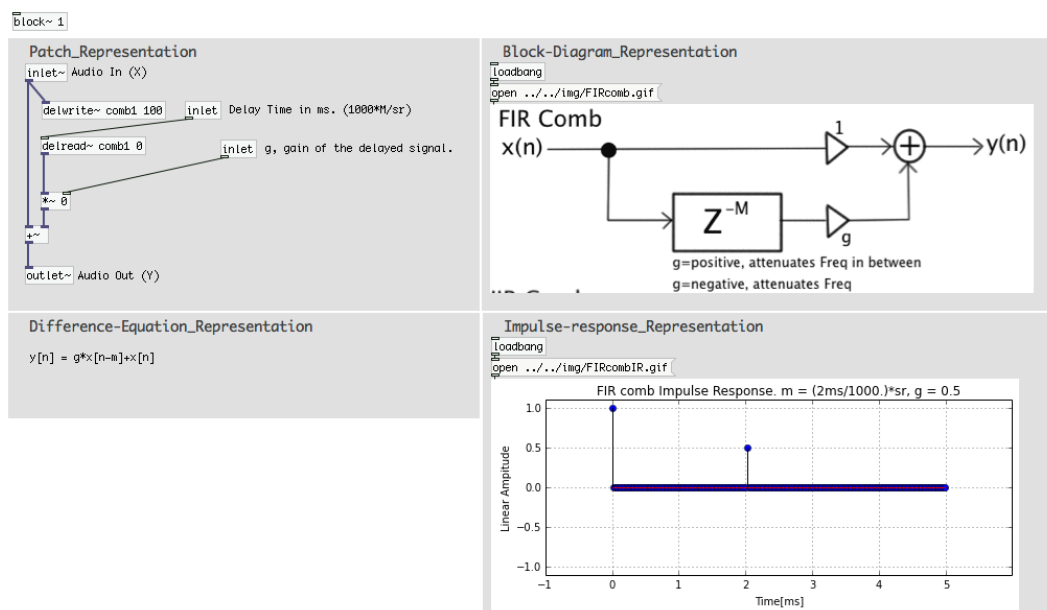 block~ 1
Patch_Representation
inlet~ Audio In (X)
delwrite~ comb1 100
inlet Delay Time in ms. (1000*M/sr)
delread~ comb1 0
inlet g, gain of the delayed signal.
*~ 0
+~
outlet~ Audio Out (Y)
Block-Diagram_Representation
loadbang
open ../../img/FIRcomb.gif
FIR Comb
1
x(n)
y(n)
Z-M
g
g=positive, attenuates Freq in between
g=negative, attenuates Freq
Difference-Equation_Representation
y[n] = g*x[n-m]+x[n]
Impulse-response_Representation
loadbang
open ../../img/FIRcombIR.gif
FIR comb Impulse Response. m = (2ms/1000.)*sr, g = 0.5
Linear Ampitude
1.0
0.5
0.0
−0.5
−1.0
−1 0 1 2 3 4 5
Time[ms]